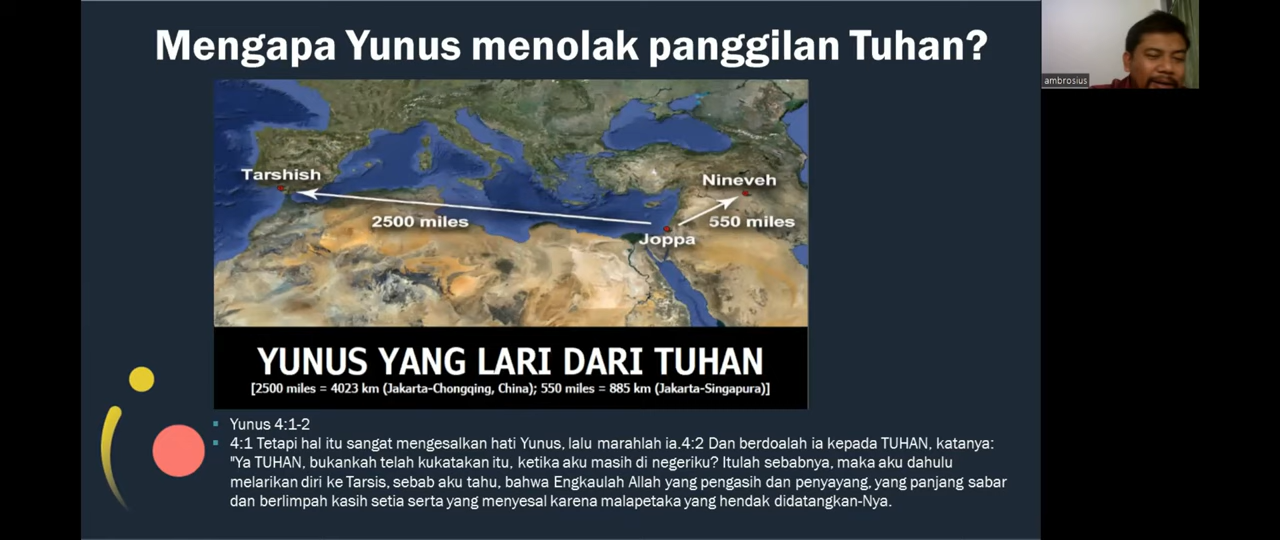 Mengapa Yunus menolak panggilan Tuhan?
ambrosius
Tarshish
Nineveh
2500 miles
550 miles
Joppa
YUNUS YANG LARI DARI TUHAN
[2500 miles = 4023 km (Jakarta-Chongqing, China); 550 miles = 885 km (Jakarta-Singapura)]
Yunus 4:1-2
4:1 Tetapi hal itu sangat mengesalkan hati Yunus, lalu marahlah ia.4:2 Dan berdoalah ia kepada TUHAN, katanya:
"Ya TUHAN, bukankah telah kukatakan itu, ketika aku masih di negeriku? Itulah sebabnya, maka aku dahulu
melarikan diri ke Tarsis, sebab aku tahu, bahwa Engkaulah Allah yang pengasih dan penyayang, yang panjang sabar
dan berlimpah kasih setia serta yang menyesal karena malapetaka yang hendak didatangkan-Nya.